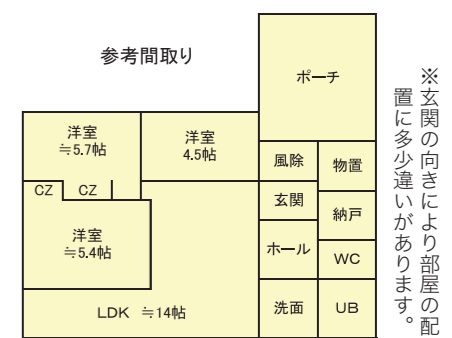 参考間取り
ポーチ
洋室
≒5.7帖
洋室
4.5帖
風除
物置
CZ
CZ
玄関
納戸
洋室
≒5.4帖
ホール
WC
LDK ≒14帖
洗面
UB
※玄関の向きにより部屋の配
置に多少違いがあります。